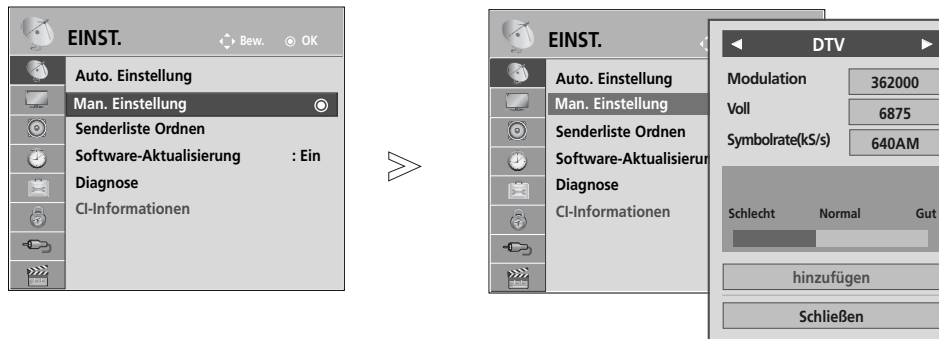 EINST.
Bew. OK
Auto. Einstellung
Man. Einstellung
Senderliste Ordnen
Software-Aktualisierung : Ein
Diagnose
CI-Informationen
EINST.
Auto. Einstellung
Man. Einstellung
Senderliste Ordnen
Software-Aktualisierun
Diagnose
CI-Informationen
◄ DTV ►
Modulation 362000
Voll 6875
Symbolrate(kS/s) 640AM
Schlecht Normal Gut
hinzufügen
Schließen